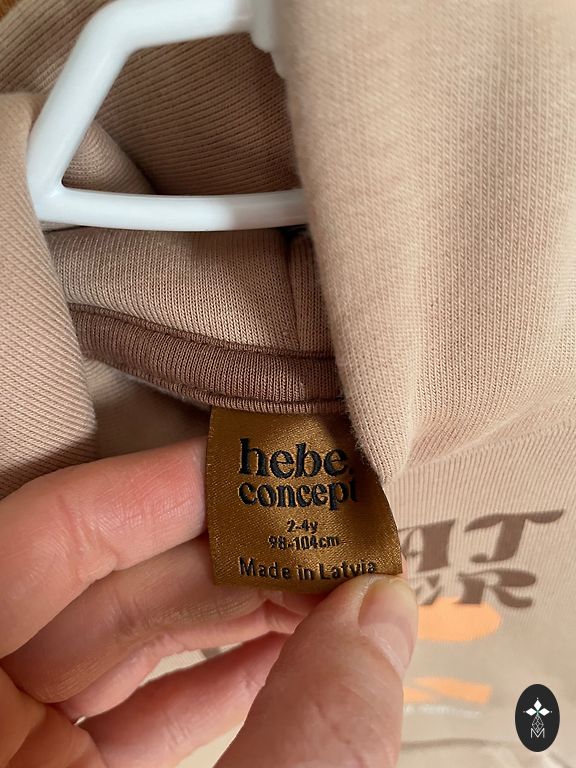 hebe.
concept
2-4y
98-104cm
Made in Latvia